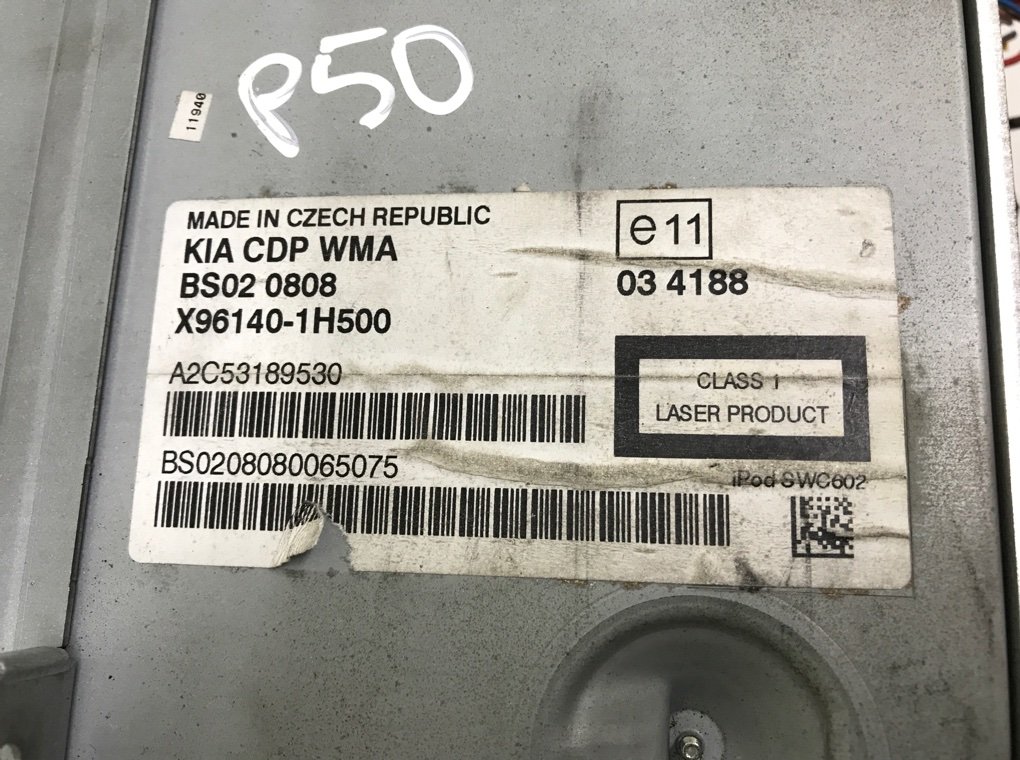 P50
11940
MADE IN CZECH REPUBLIC
KIA CDP WMA
BS02 0808
X96140-1H500
A2C53189530
BS0208080065075
e11
03 4188
CLASS 1
LASER PRODUCT
iPod SWC602